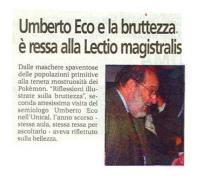 Umberto Eco e la bruttezza
è ressa alla Lectio magistralis
Dalle maschere spaventose
delle popolazioni primitive
alla tenera mostruosità dei
Pokémon. "Riflessioni illu-
strate sulla bruttezza", se-
conda attesissima visita del
semiologo Umberto Eco
nell'Unical, l'anno scorso -
stessa aula, stessa ressa per
ascoltarlo - aveva riflettuto
sulla bellezza.